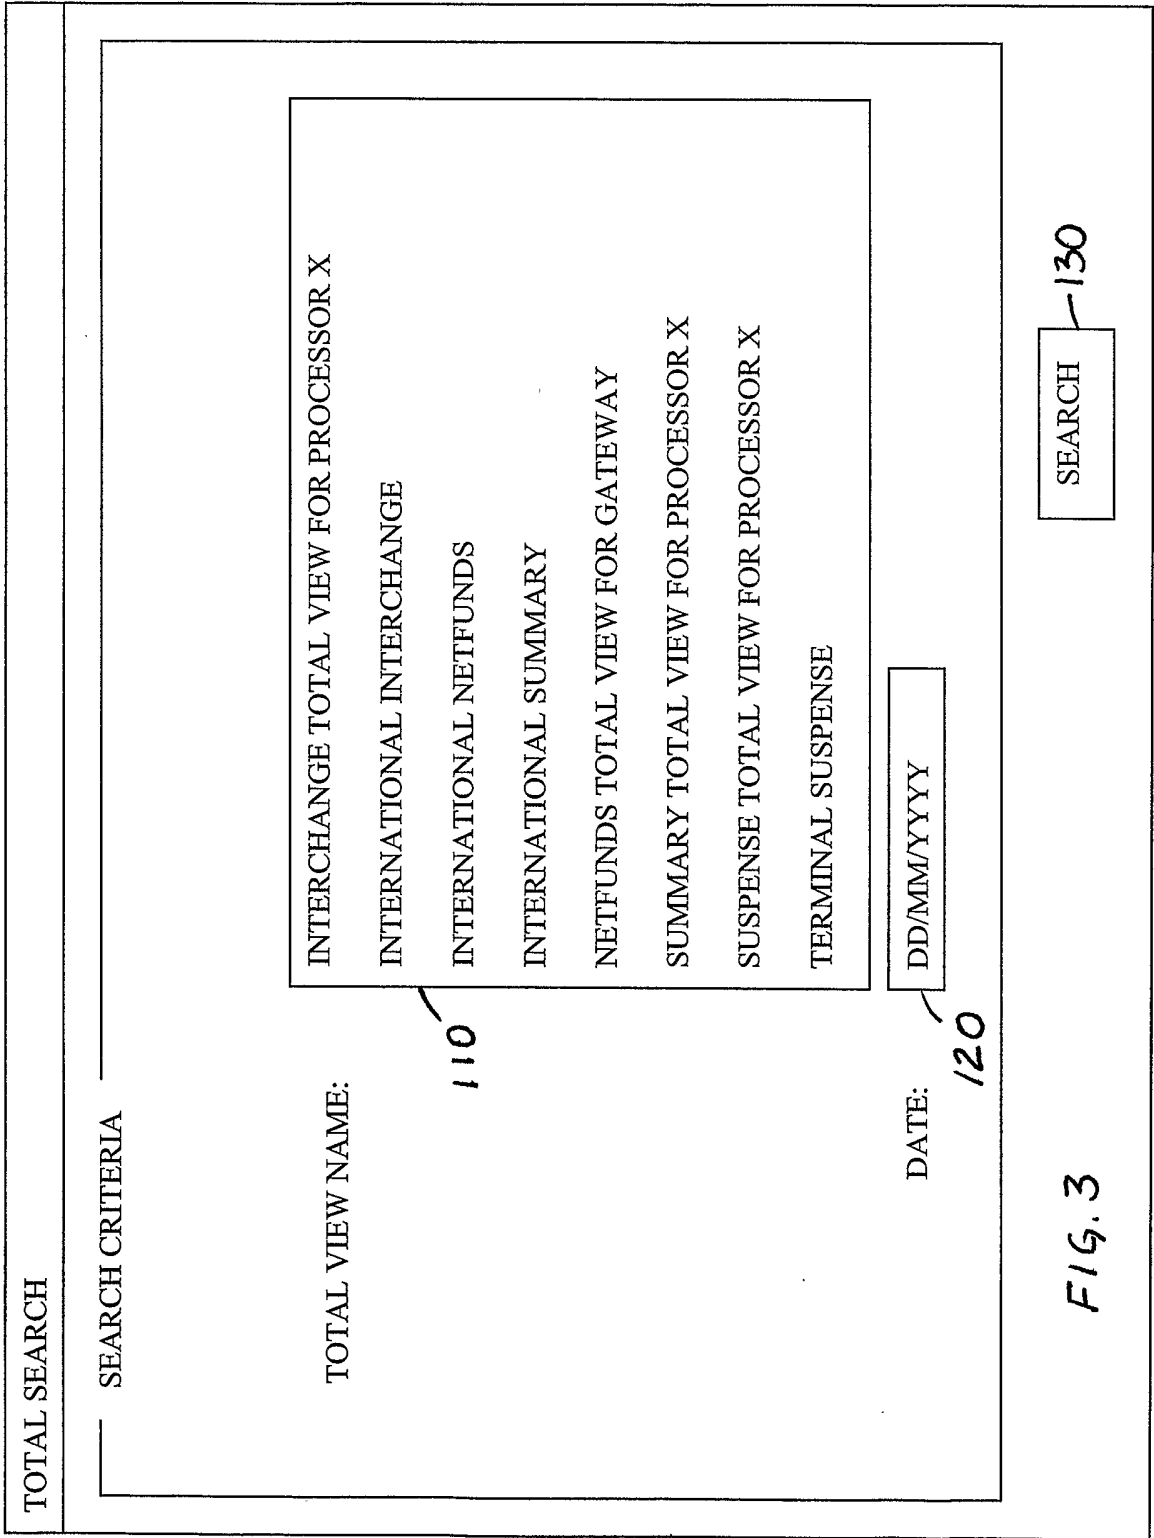 TOTAL SEARCH
SEARCH CRITERIA
TOTAL VIEW NAME:
INTERCHANGE TOTAL VIEW FOR PROCESSOR X
INTERNATIONAL INTERCHANGE
110
INTERNATIONAL NETFUNDS
INTERNATIONAL SUMMARY
NETFUNDS TOTAL VIEW FOR GATEWAY
SUMMARY TOTAL VIEW FOR PROCESSOR X
SUSPENSE TOTAL VIEW FOR PROCESSOR X
TERMINAL SUSPENSE
DATE:
DD/MM/YYYY
120
SEARCH
130
FIG. 3